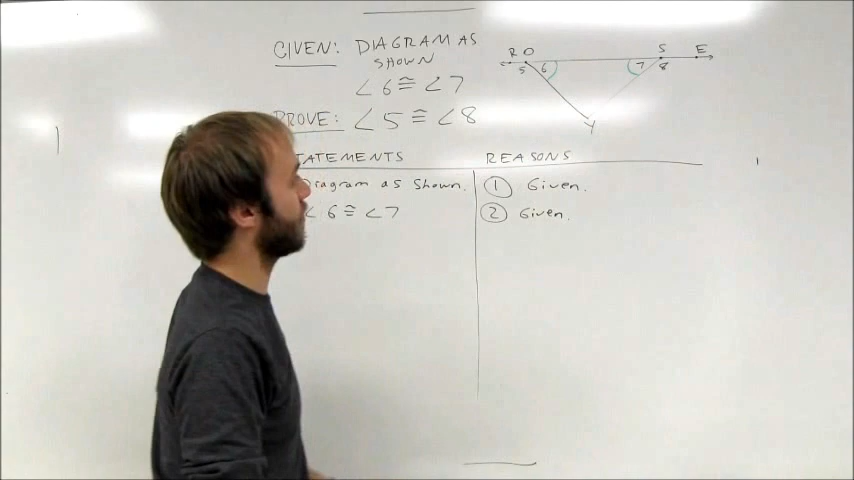 GIVEN: DIAGRAM AS
SHOWN
∠6 ≅ ∠7
PROVE: ∠5 ≅ ∠8
R O S E
5 6 7 8
Y
TATEMENTS REASONS
Diagram as shown. ① Given.
∠6 ≅ ∠7 ② Given.